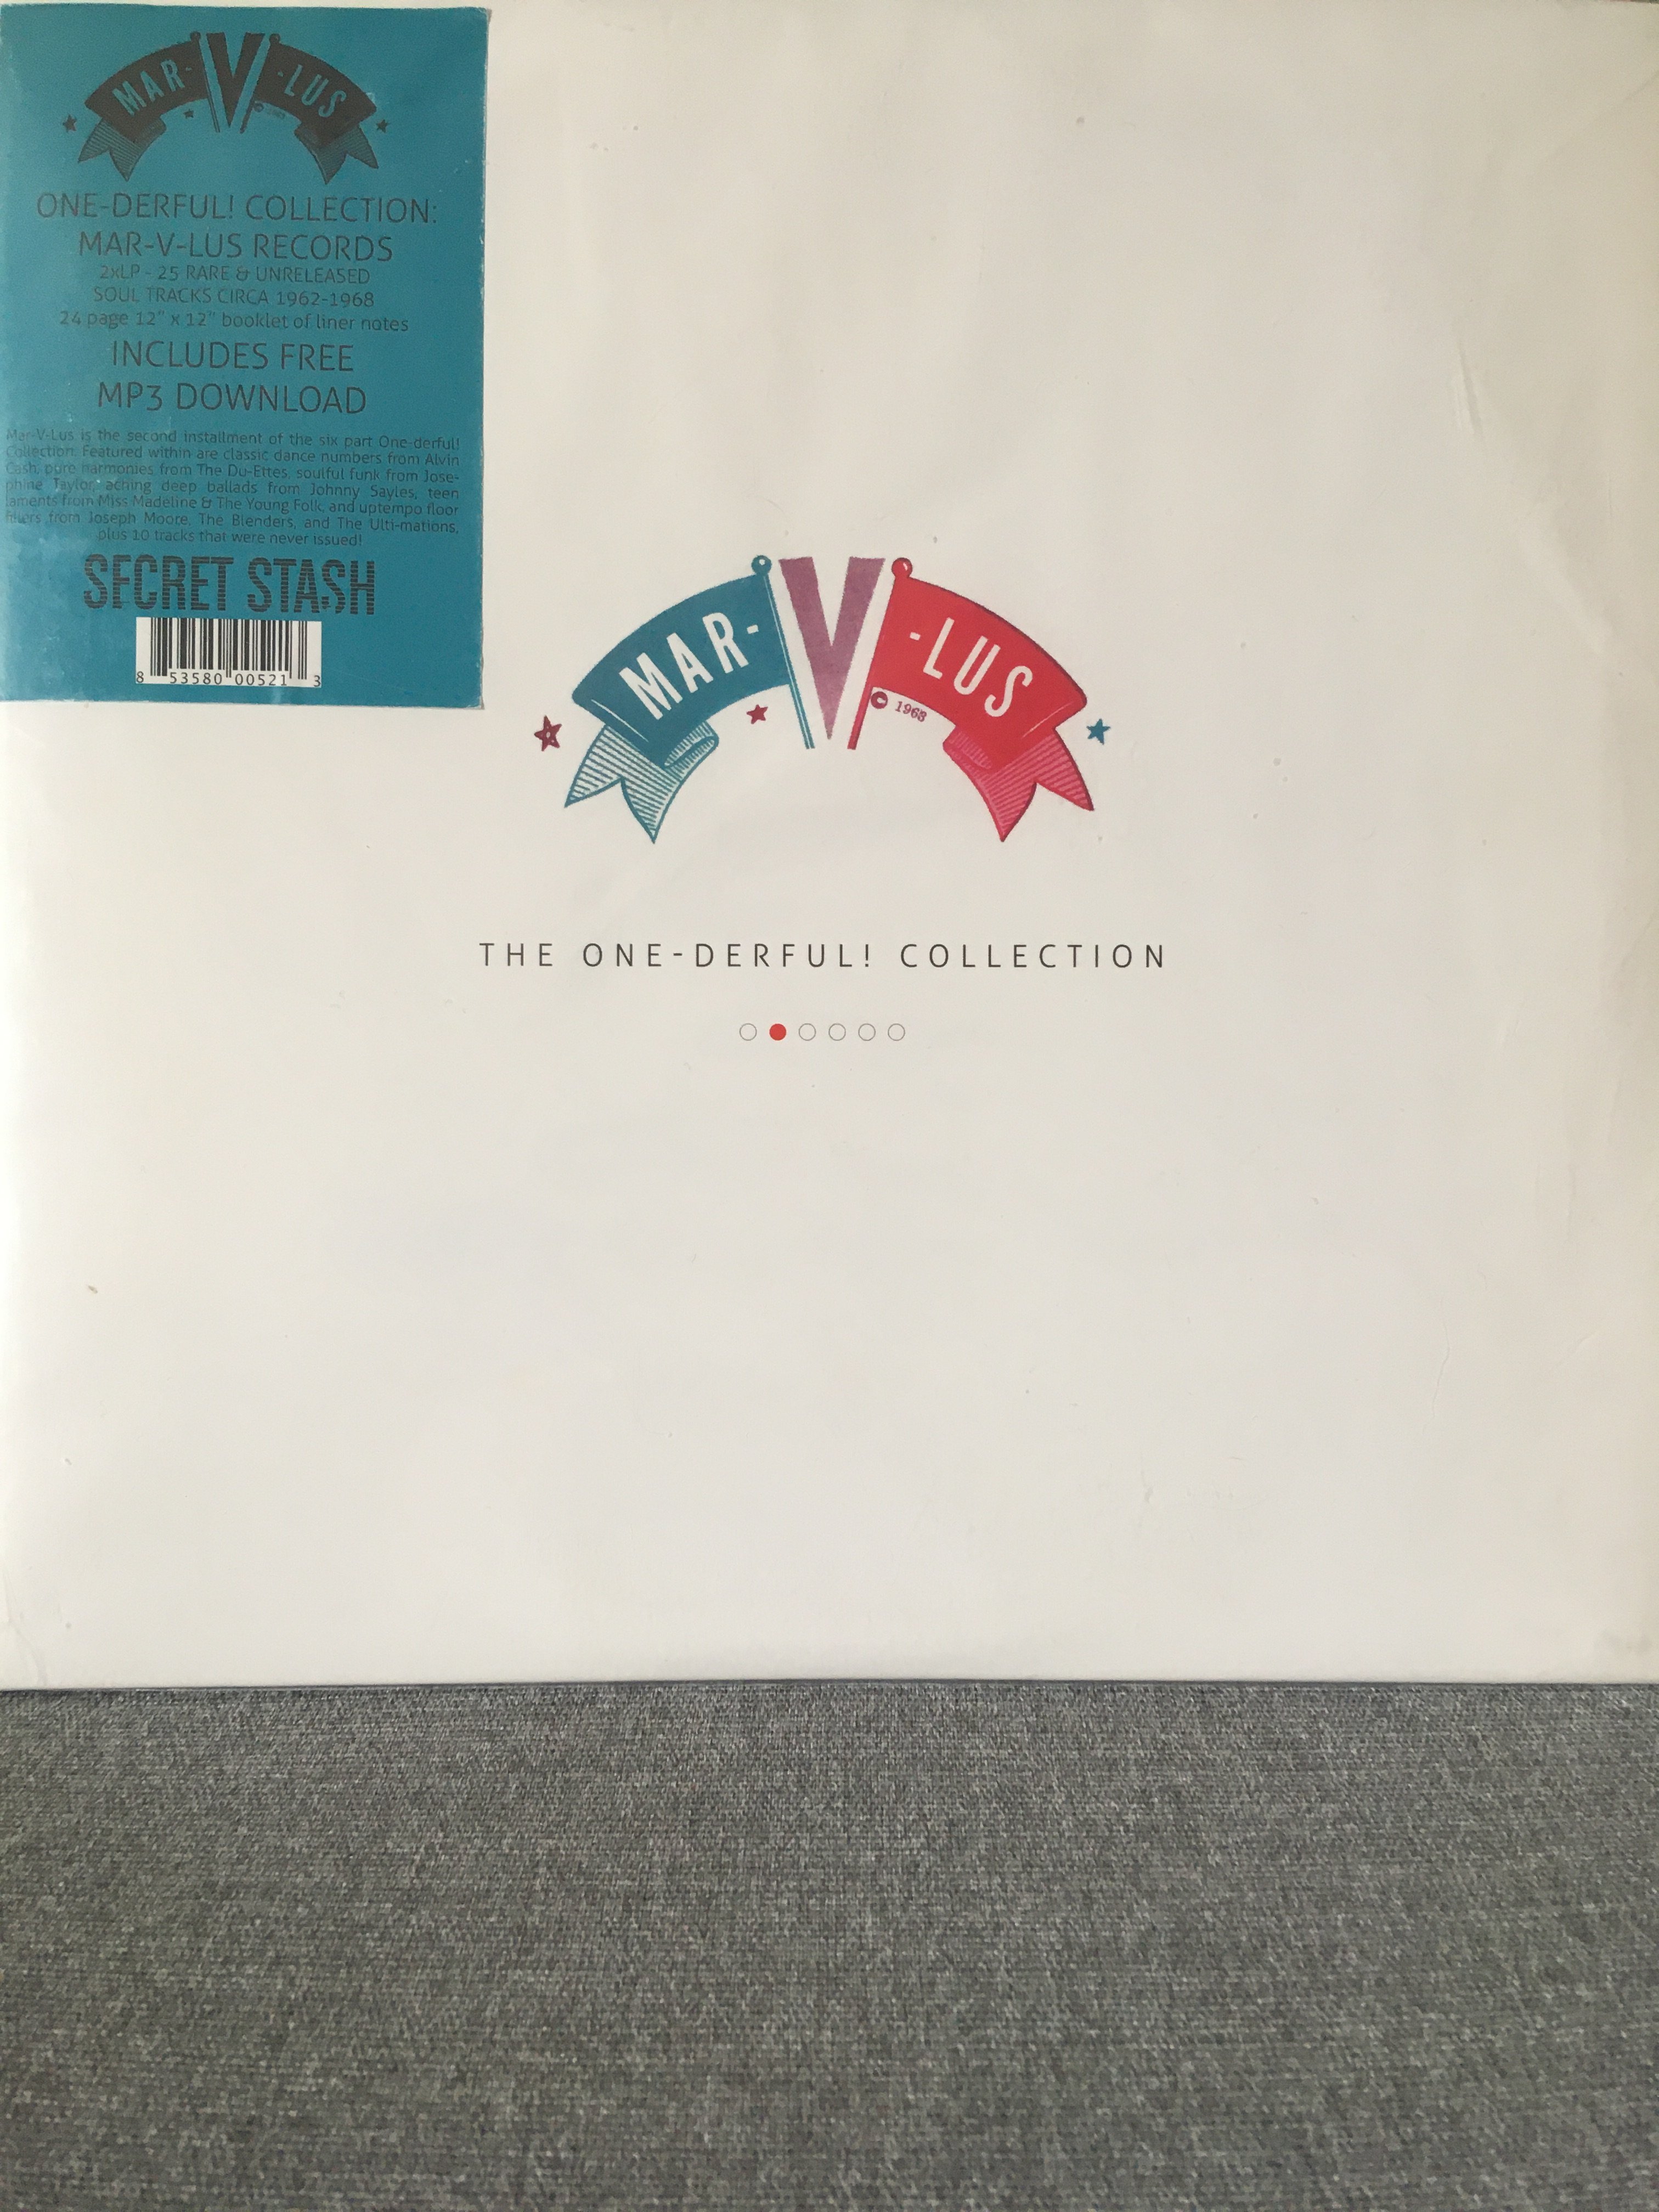 MAR-V-LUS
ONE-DERFUL! COLLECTION:
MAR-V-LUS RECORDS
2xLP - 25 RARE & UNRELEASED
SOUL TRACKS CIRCA 1962-1968
24 page 12" x 12" booklet of liner notes
INCLUDES FREE
MP3 DOWNLOAD
Mar-V-Lus is the second installment of the six part One-derful!
Collection. Featured within are classic dance numbers from Alvin
Cash, pure harmonies from The Du-Ettes, soulful funk from Jose-
phine Taylor, aching deep ballads from Johnny Sayles, teen
laments from Miss Madeline & The Young Folk, and uptempo floor
fillers from Joseph Moore, The Blenders, and The Ulti-mations,
plus 10 tracks that were never issued!
SECRET STASH
8 53580 00521 3
MAR-V-LUS
© 1963
THE ONE-DERFUL! COLLECTION